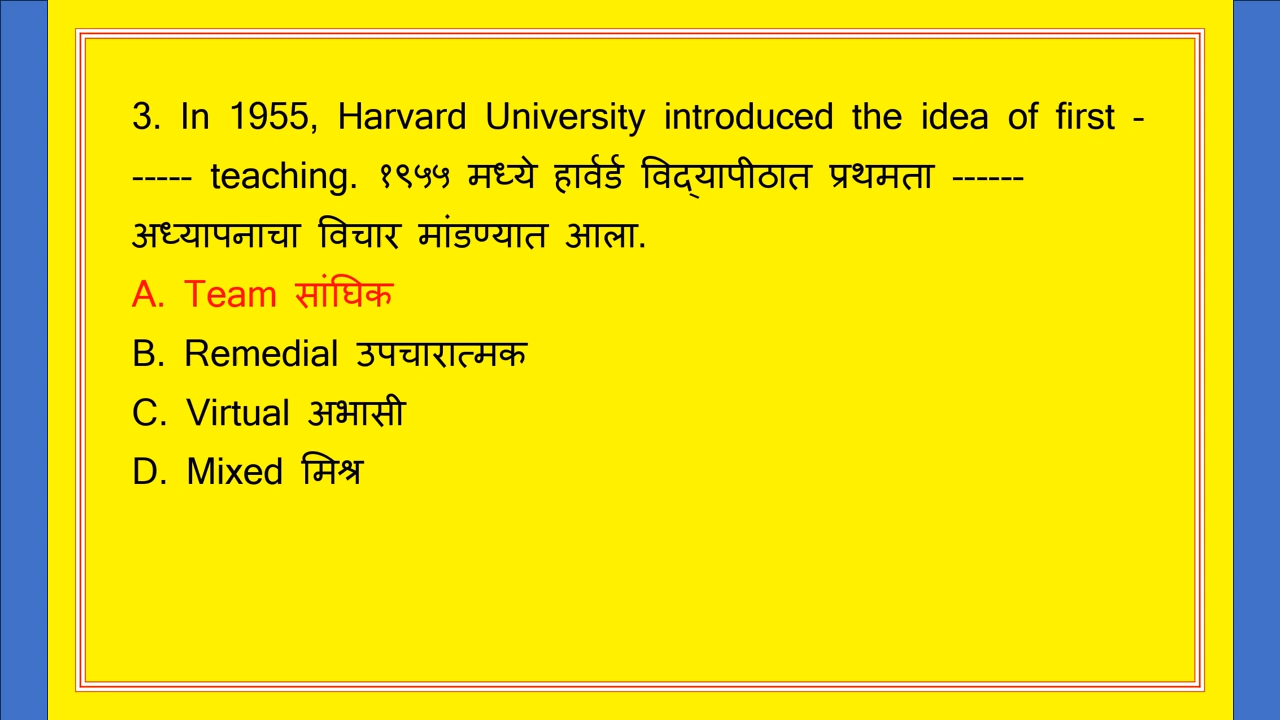 3. In 1955, Harvard University introduced the idea of first -
----- teaching. १९५५ मध्ये हार्वर्ड विद्‌यापीठात प्रथमता ------
अध्यापनाचा विचार मांडण्यात आला.
A. Team सांघिक
B. Remedial उपचारात्मक
C. Virtual अभासी
D. Mixed मिश्र